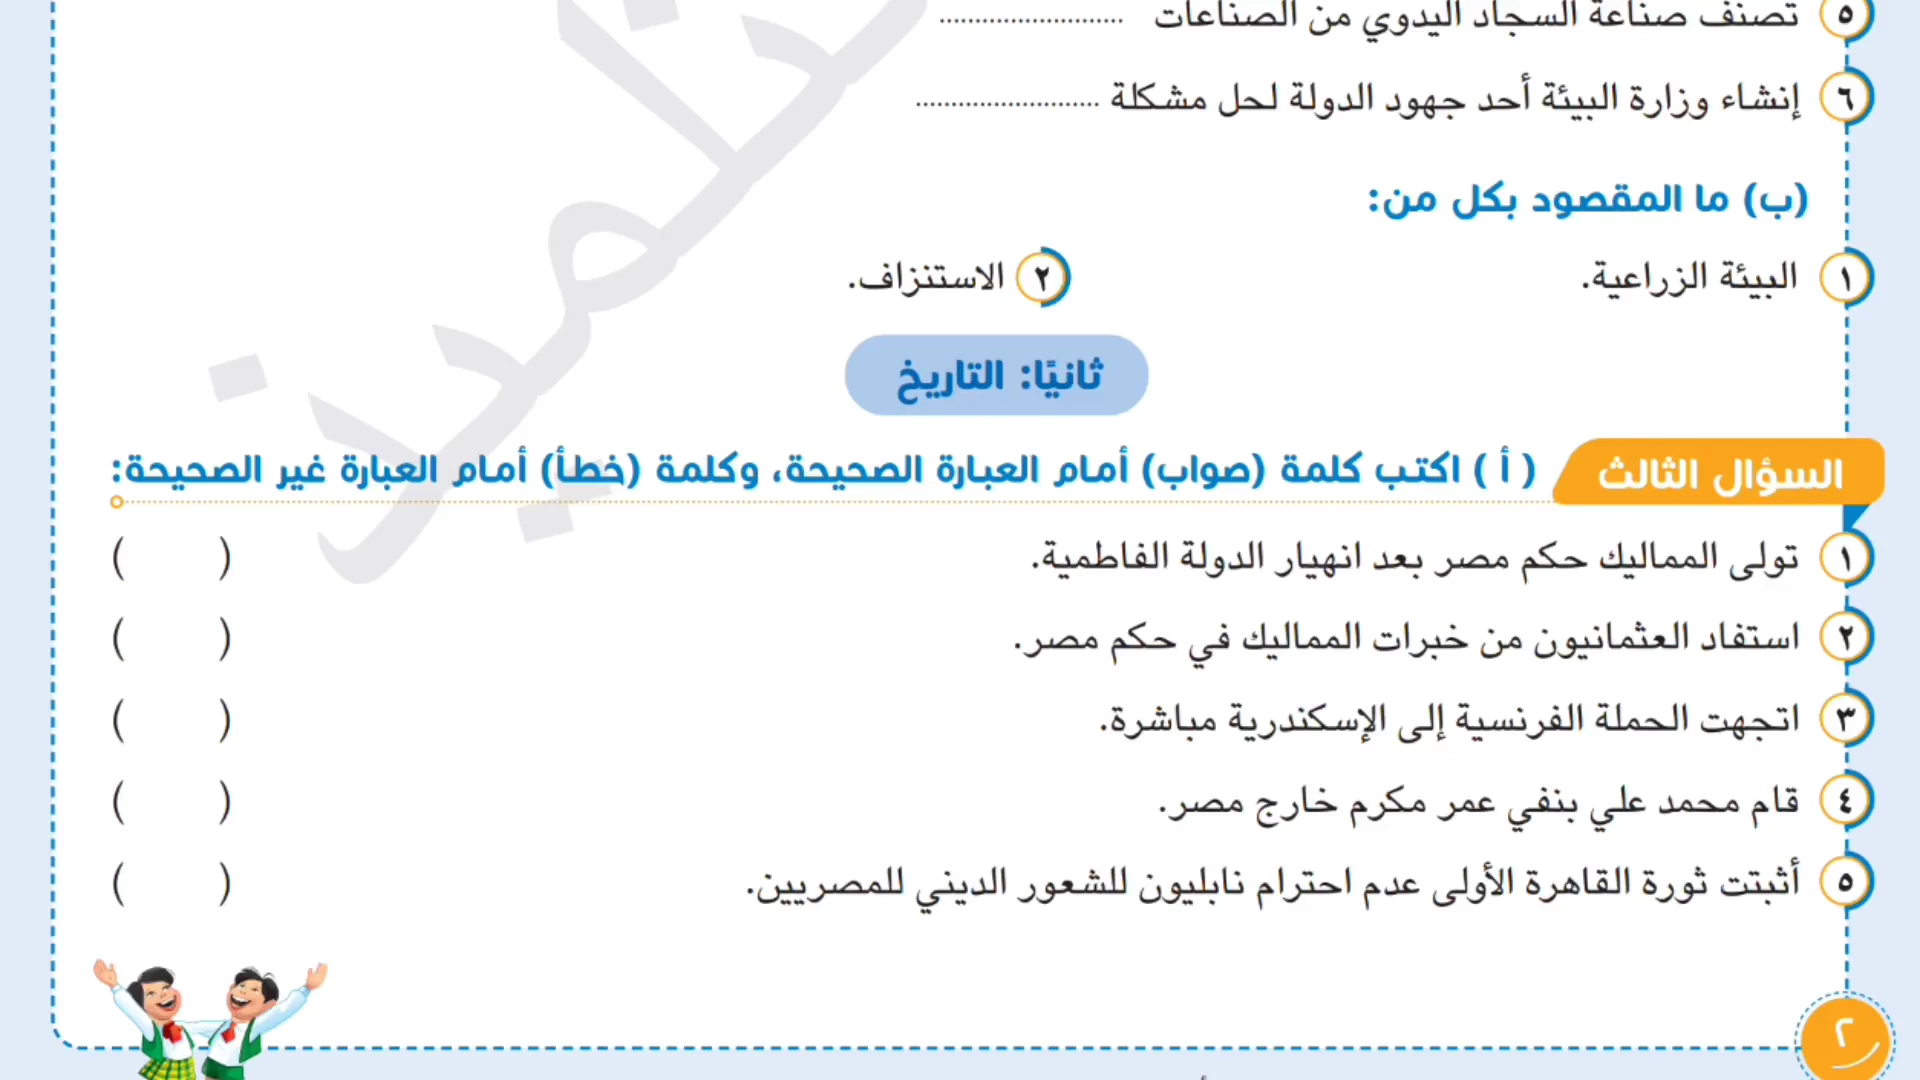 ٥ تصنف صناعة السجاد اليدوي من الصناعات ..........................
٦ إنشاء وزارة البيئة أحد جهود الدولة لحل مشكلة ..........................
(ب) ما المقصود بكل من:
١ البيئة الزراعية. ٢ الاستنزاف.
ثانيًا: التاريخ
السؤال الثالث ( أ ) اكتب كلمة (صواب) أمام العبارة الصحيحة، وكلمة (خطأ) أمام العبارة غير الصحيحة:
١ تولى المماليك حكم مصر بعد انهيار الدولة الفاطمية. ( )
٢ استفاد العثمانيون من خبرات المماليك في حكم مصر. ( )
٣ اتجهت الحملة الفرنسية إلى الإسكندرية مباشرة. ( )
٤ قام محمد علي بنفي عمر مكرم خارج مصر. ( )
٥ أثبتت ثورة القاهرة الأولى عدم احترام نابليون للشعور الديني للمصريين. ( )
٢